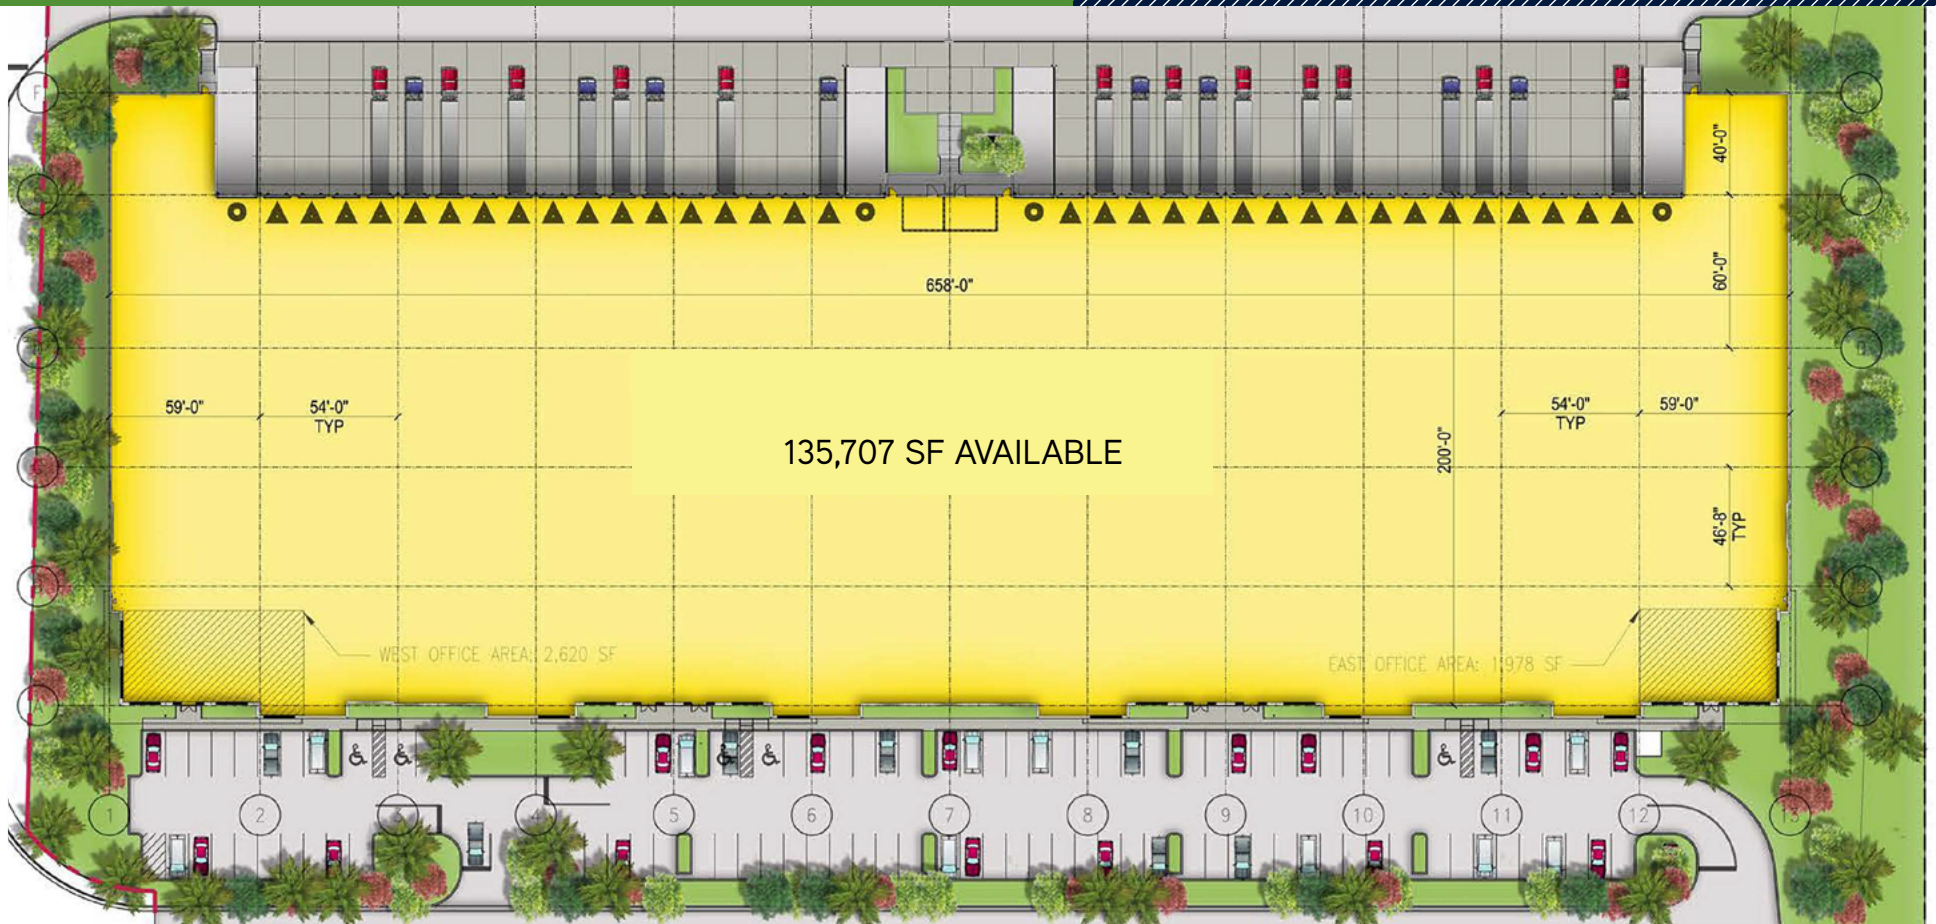 F
40'-0"
60'-0"
658'-0"
59'-0"
54'-0"
TYP
54'-0"
TYP
59'-0"
135,707 SF AVAILABLE
200'-0"
46'-8"
TYP
WEST OFFICE AREA: 2,620 SF
EAST OFFICE AREA: 1,978 SF
A
1
2
3
4
5
6
7
8
9
10
11
12
13